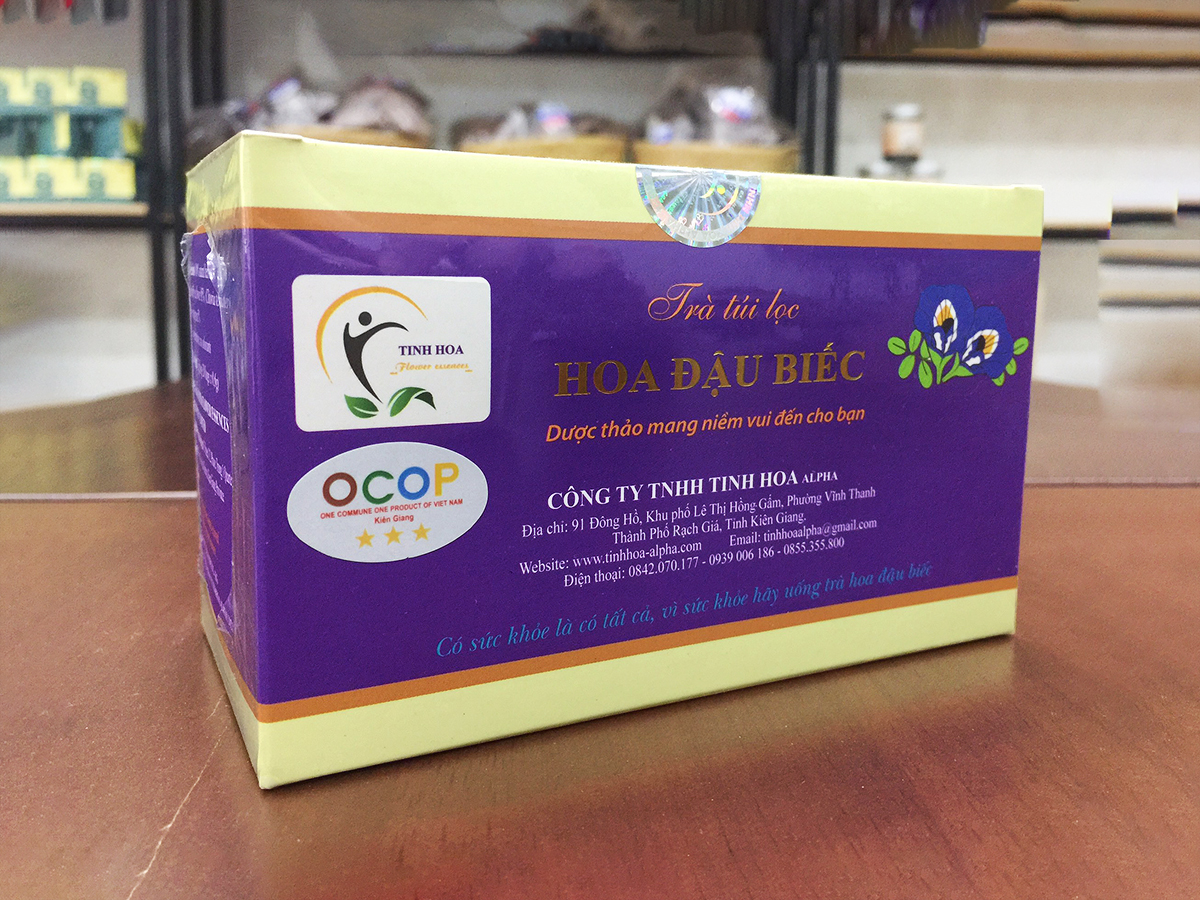 TINH HOA
Flower essences
OCOP
ONE COMMUNE ONE PRODUCT OF VIET NAM
Kiên Giang
Trà túi lọc
HOA ĐẬU BIẾC
Dược thảo mang niềm vui đến cho bạn
CÔNG TY TNHH TINH HOA ALPHA
Địa chỉ: 91 Đông Hồ, Khu phố Lê Thị Hồng Gấm, Phường Vĩnh Thanh
Thành Phố Rạch Giá, Tỉnh Kiên Giang.
Website: www.tinhhoa-alpha.com Email: tinhhoaalpha@gmail.com
Điện thoại: 0842.070.177 - 0939 006 186 - 0855.355.800
Có sức khỏe là có tất cả, vì sức khỏe hãy uống trà hoa đậu biếc